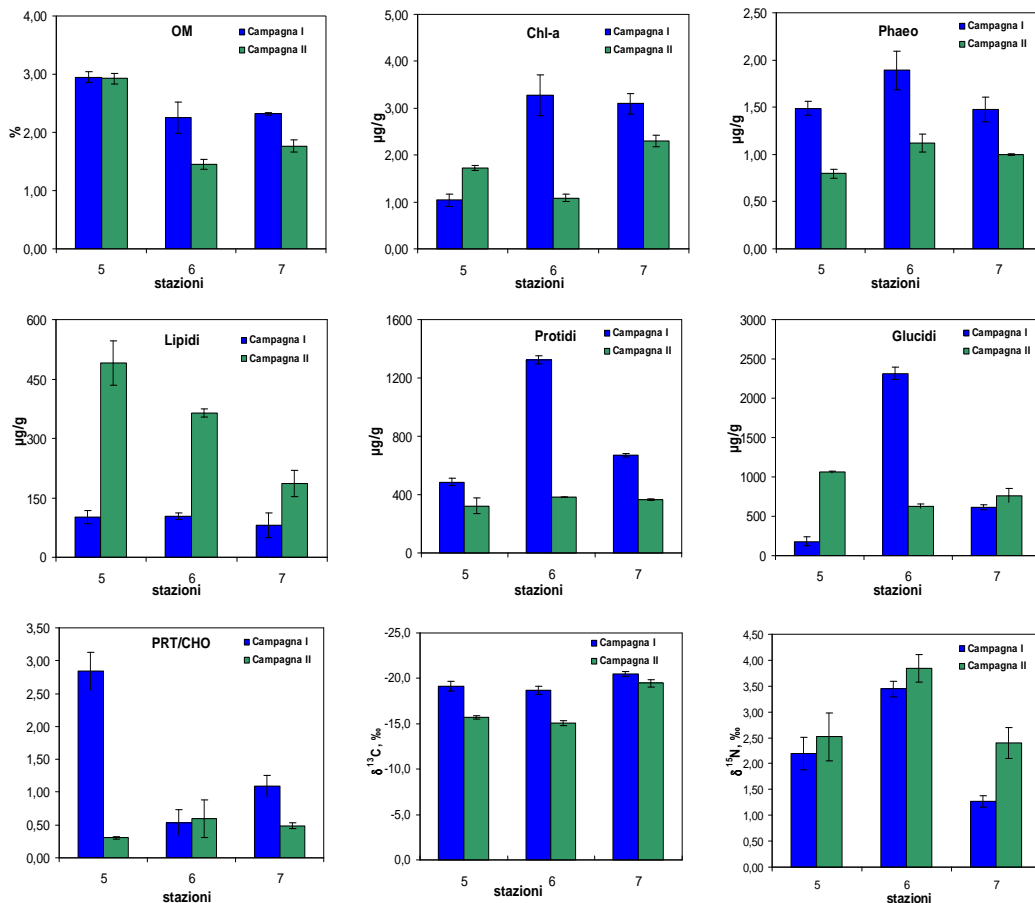 OM
Campagna I
Campagna II
%
4,00
3,00
2,00
1,00
0,00
5 6 7
stazioni
Chl-a
Campagna I
Campagna II
µg/g
5,00
4,00
3,00
2,00
1,00
0,00
5 6 7
stazioni
Phaeo
Campagna I
Campagna II
µg/g
2,00
1,50
1,00
0,50
0,00
5 6 7
stazioni
Lipidi
Campagna I
Campagna II
µg/g
600
450
300
150
000
5 6 7
stazioni
Protidi
Campagna I
Campagna II
µg/g
1600
1200
800
400
000
5 6 7
stazioni
Glucidi
Campagna I
Campagna II
µg/g
3000
2500
2000
1500
1000
500
000
5 6 7
stazioni
PRT/CHO
Campagna I
Campagna II
3,50
3,00
2,50
2,00
1,50
1,00
0,50
0,00
5 6 7
stazioni
Campagna I
Campagna II
δ 13C, ‰
-25,0
-20,0
-15,0
-10,0
-5,0
0,0
5 6 7
stazioni
Campagna I
Campagna II
δ 15N, ‰
4,50
4,00
3,50
3,00
2,50
2,00
1,50
1,00
0,50
0,00
5 6 7
stazioni